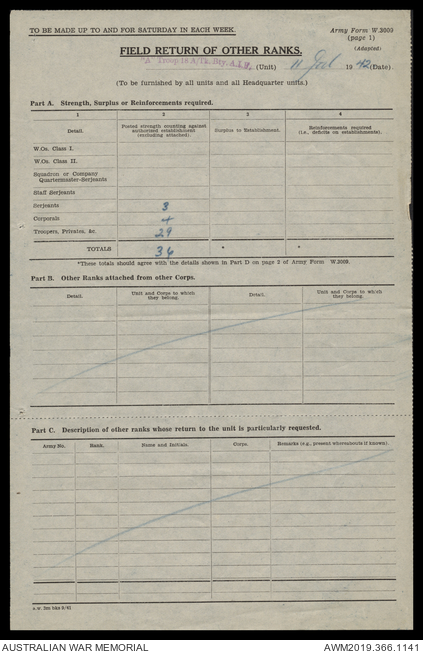 TO BE MADE UP TO AND FOR SATURDAY IN EACH WEEK.
Army Form W.3009
(page 1)
(Adapted)
FIELD RETURN OF OTHER RANKS.
"A" Troop 18 A/Tk. Bty. A.I.F.
(Unit) 11 Jul 1942 (Date).
(To be furnished by all units and all Headquarter units.)
Part A. Strength, Surplus or Reinforcements required.
1 2 3 4
Detail. Posted strength counting against authorised establishment (excluding attached). Surplus to Establishment. Reinforcements required (i.e., deficits on establishments).
W.Os. Class I.
W.Os. Class II.
Squadron or Company
Quartermaster-Serjeants
Staff Serjeants
Serjeants 3
Corporals 4
Troopers, Privates, &c. 29
TOTALS 36 * *
*These totals should agree with the details shown in Part D on page 2 of Army Form W.3009.
Part B. Other Ranks attached from other Corps.
Detail. Unit and Corps to which they belong. Detail. Unit and Corps to which they belong.
Part C. Description of other ranks whose return to the unit is particularly requested.
Army No. Rank. Name and Initials. Corps. Remarks (e.g., present whereabouts if known).
AUSTRALIAN WAR MEMORIAL
AWM2019.366.1141